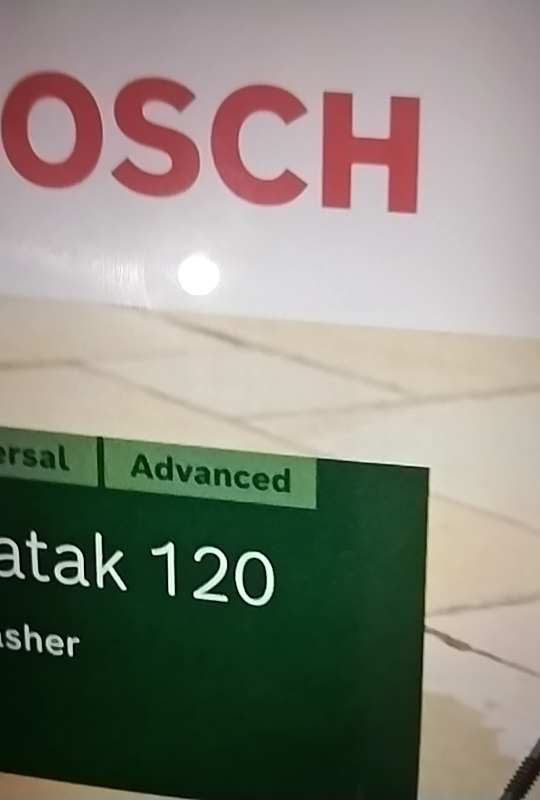 OSCH
ersal Advanced
atak 120
sher